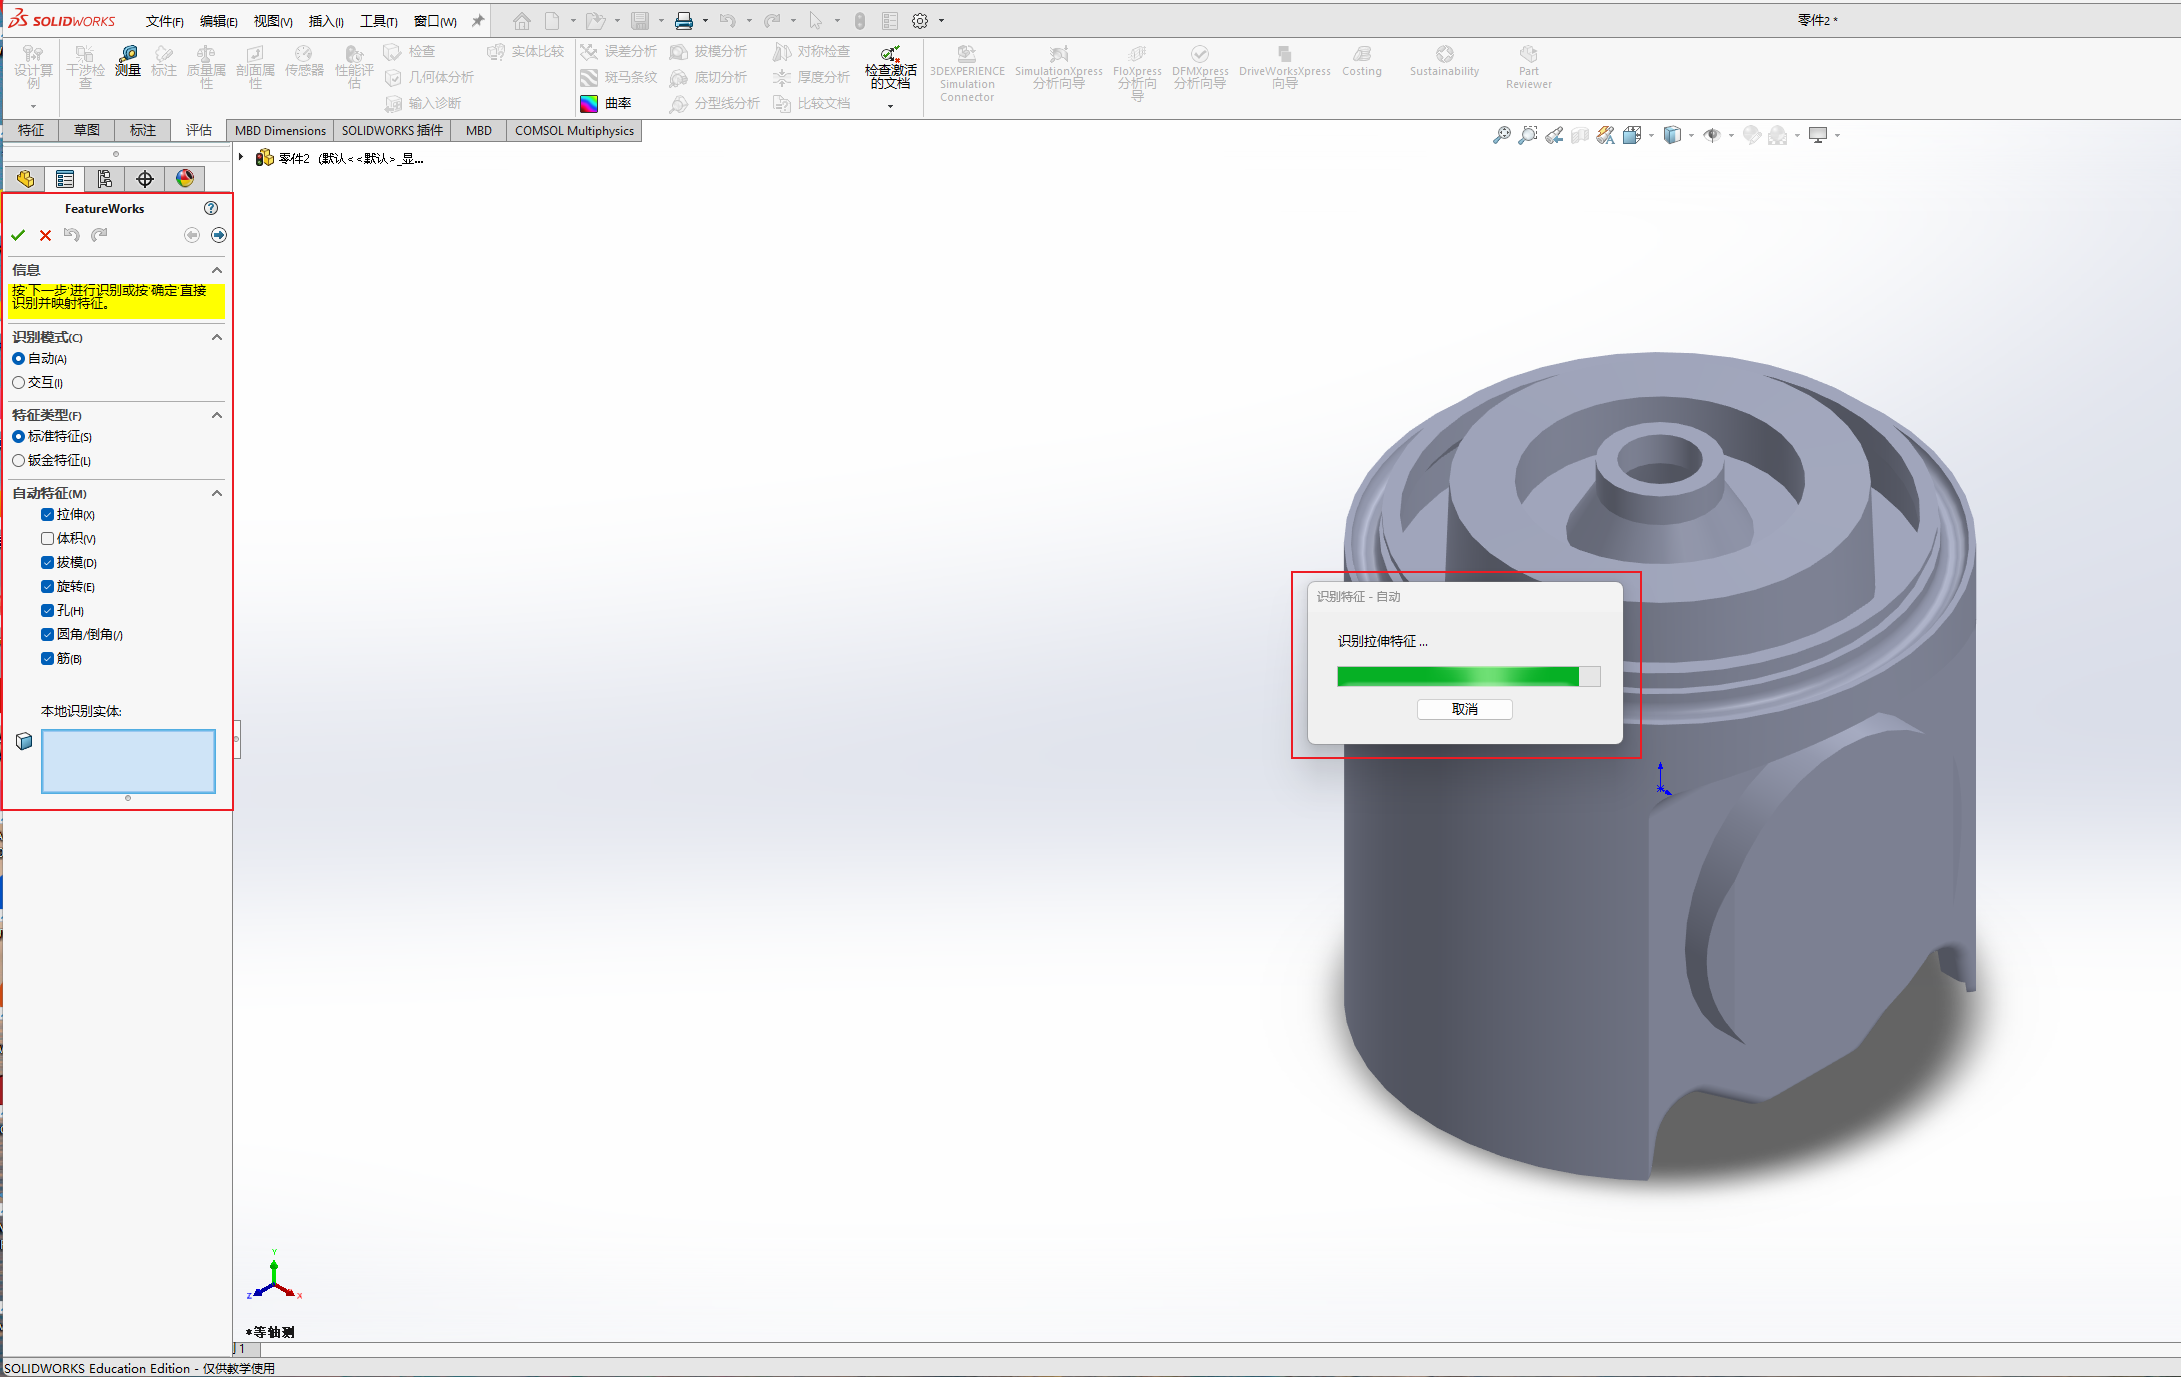 SOLIDWORKS 文件(F) 编辑(E) 视图(V) 插入(I) 工具(T) 窗口(W) 零件2 *
设计算例
干涉检查
测量
标注
质量属性
剖面属性
传感器
性能评估
检查
几何体分析
输入诊断
实体比较
误差分析
斑马条纹
曲率
拔模分析
底切分析
分型线分析
对称检查
厚度分析
比较文档
检查激活的文档
3DEXPERIENCE
Simulation
Connector
SimulationXpress
分析向导
FloXpress
分析向
导
DFMXpress
分析向导
DriveWorksXpress
向导
Costing
Sustainability
Part
Reviewer
特征 草图 标注 评估 MBD Dimensions SOLIDWORKS 插件 MBD COMSOL Multiphysics
零件2 (默认<<默认>_显...
FeatureWorks
信息
按'下一步'进行识别或按'确定'直接
识别并映射特征。
识别模式(C)
自动(A)
交互(I)
特征类型(F)
标准特征(S)
钣金特征(L)
自动特征(M)
拉伸(X)
体积(V)
拔模(D)
旋转(E)
孔(H)
圆角/倒角(/)
筋(B)
本地识别实体:
识别特征 - 自动
识别拉伸特征 ...
取消
Y
Z
X
*等轴测
1
SOLIDWORKS Education Edition - 仅供教学使用